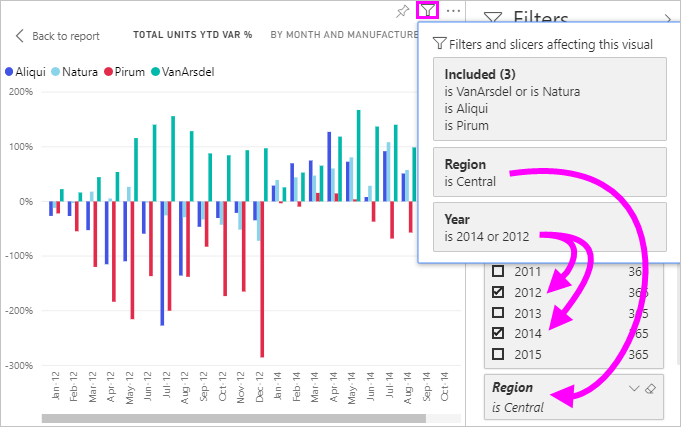 Filters
Back to report
TOTAL UNITS YTD VAR %
BY MONTH AND MANUFACTURE
Aliqui
Natura
Pirum
VanArsdel
200%
100%
0%
-100%
-200%
-300%
Jan-12
Feb-12
Mar-12
Apr-12
May-12
Jun-12
Jul-12
Aug-12
Sep-12
Oct-12
Nov-12
Dec-12
Jan-14
Feb-14
Mar-14
Apr-14
May-14
Jun-14
Jul-14
Aug-14
Sep-14
Oct-14
Filters and slicers affecting this visual
Included (3)
is VanArsdel or is Natura
is Aliqui
is Pirum
Region
is Central
Year
is 2014 or 2012
2011 365
2012 366
2013 365
2014 365
2015 365
Region
is Central